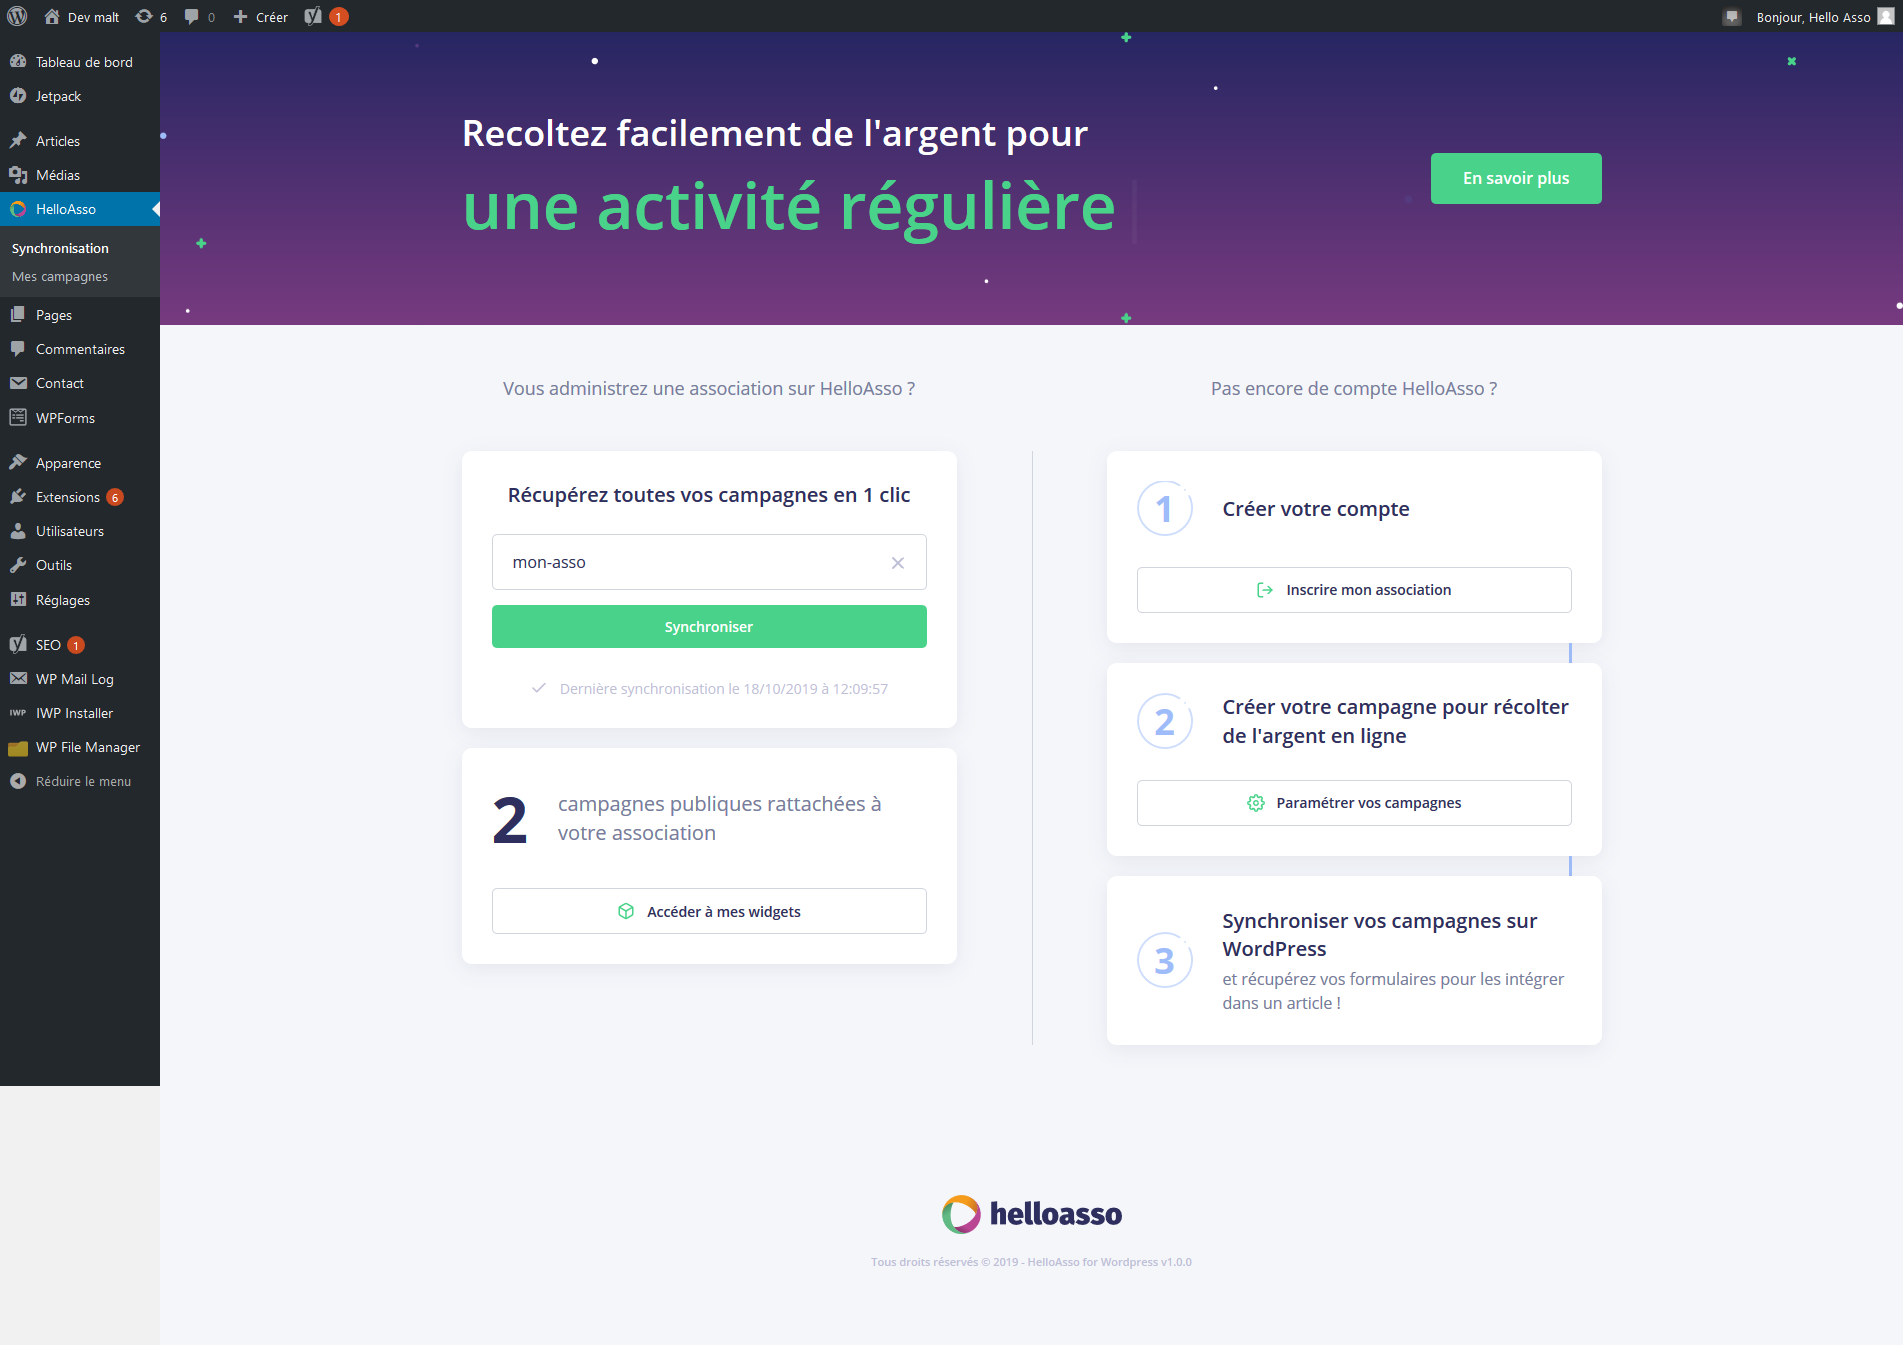 Dev malt
6
0
Créer
1
Bonjour, Hello Asso
Tableau de bord
Jetpack
Articles
Médias
HelloAsso
Synchronisation
Mes campagnes
Pages
Commentaires
Contact
WPForms
Apparence
Extensions 6
Utilisateurs
Outils
Réglages
SEO 1
WP Mail Log
IWP IWP Installer
WP File Manager
Réduire le menu
Recoltez facilement de l'argent pour
une activité régulière
En savoir plus
Vous administrez une association sur HelloAsso ?
Récupérez toutes vos campagnes en 1 clic
mon-asso
Synchroniser
Dernière synchronisation le 18/10/2019 à 12:09:57
2
campagnes publiques rattachées à
votre association
Accéder à mes widgets
Pas encore de compte HelloAsso ?
1
Créer votre compte
Inscrire mon association
2
Créer votre campagne pour récolter
de l'argent en ligne
Paramétrer vos campagnes
3
Synchroniser vos campagnes sur
WordPress
et récupérez vos formulaires pour les intégrer
dans un article !
helloasso
Tous droits réservés © 2019 - HelloAsso for Wordpress v1.0.0